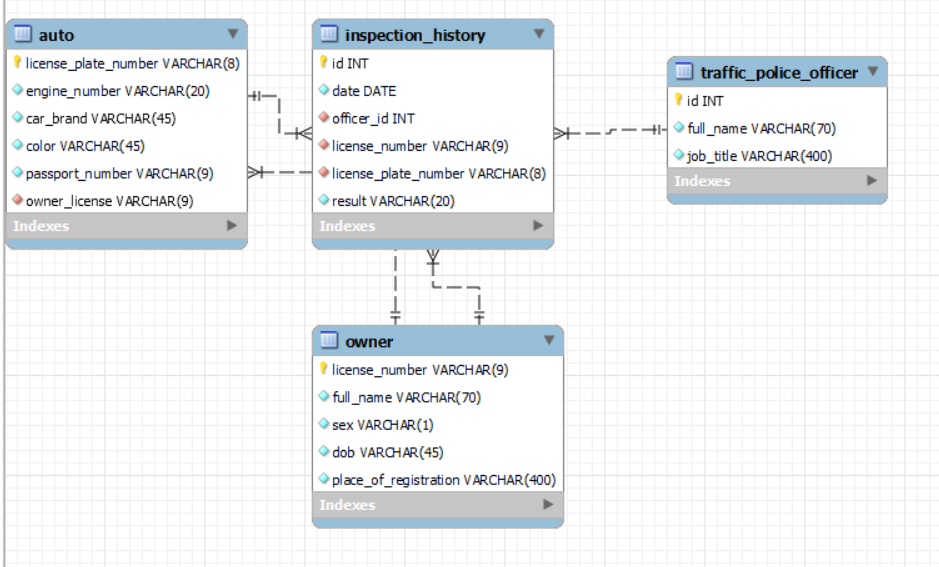 auto
license_plate_number VARCHAR(8)
engine_number VARCHAR(20)
car_brand VARCHAR(45)
color VARCHAR(45)
passport_number VARCHAR(9)
owner_license VARCHAR(9)
Indexes
inspection_history
id INT
date DATE
officer_id INT
license_number VARCHAR(9)
license_plate_number VARCHAR(8)
result VARCHAR(20)
Indexes
traffic_police_officer
id INT
full_name VARCHAR(70)
job_title VARCHAR(400)
Indexes
owner
license_number VARCHAR(9)
full_name VARCHAR(70)
sex VARCHAR(1)
dob VARCHAR(45)
place_of_registration VARCHAR(400)
Indexes